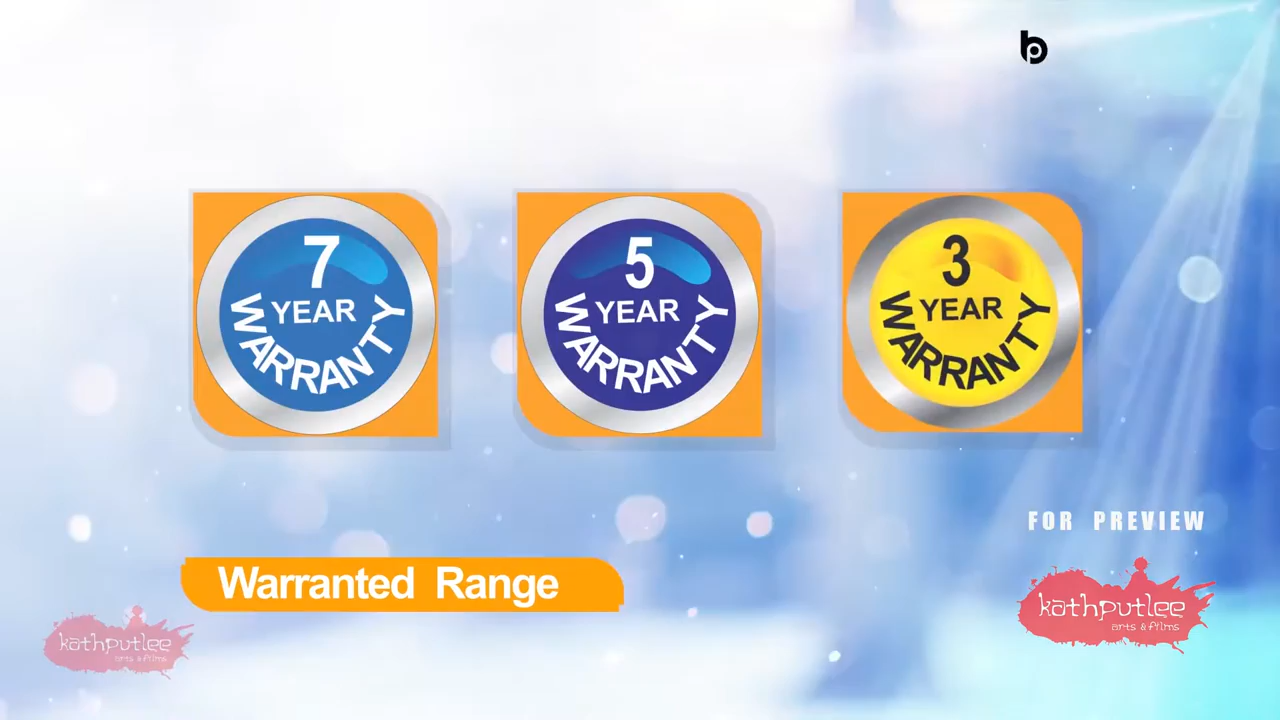 bp
7
YEAR
WARRANTY
5
YEAR
WARRANTY
3
YEAR
WARRANTY
FOR PREVIEW
Warranted Range
kathputlee
arts & films
kathputlee
arts & films